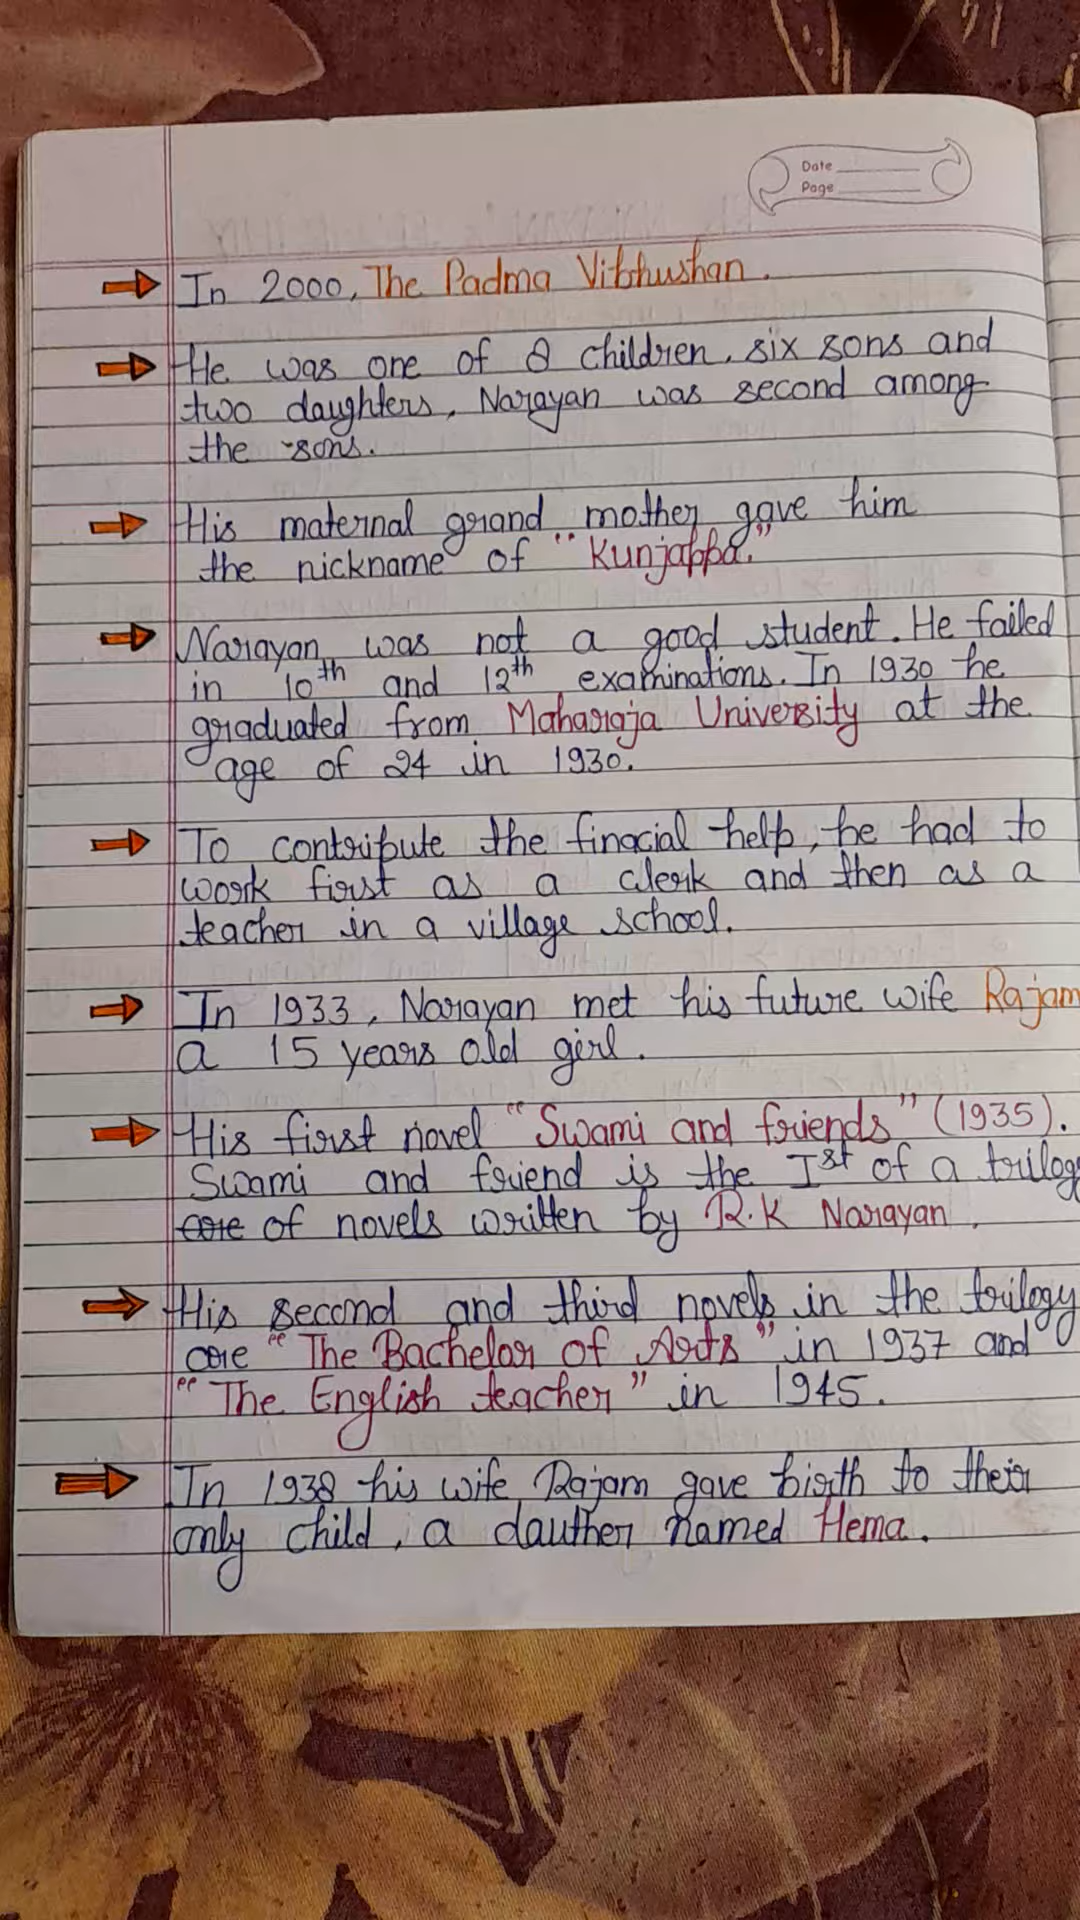 Date
Page
In 2000, The Padma Vibhushan.
He was one of 8 children, six sons and
two daughters, Narayan was second among
the sons.
His maternal grand mother gave him
the nickname of "Kunjappa."
Narayan was not a good student. He failed
in 10th and 12th examinations. In 1930 he
graduated from Maharaja University at the
age of 24 in 1930.
To contribute the finacial help, he had to
work first as a clerk and then as a
teacher in a village school.
In 1933, Narayan met his future wife Rajam
a 15 years old girl.
His first novel "Swami and friends" (1935).
Swami and friend is the Ist of a trilog
of novels written by R.K Narayan.
His second and third novels in the trilogy
are "The Bachelor of Arts" in 1937 and
"The English teacher" in 1945.
In 1938 his wife Rajam gave birth to their
only child, a dauther named Hema.